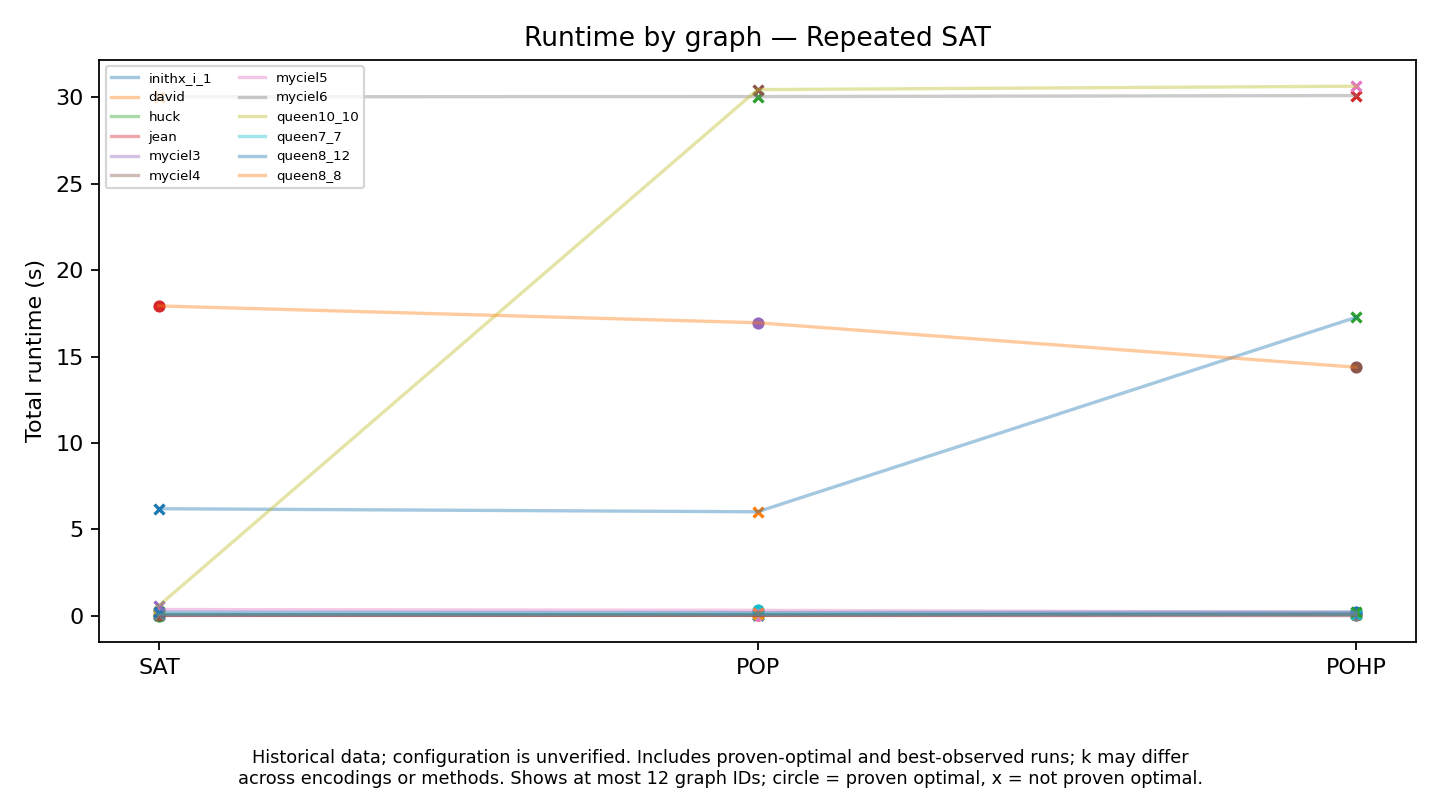 Runtime by graph — Repeated SAT
Total runtime (s)
30
25
20
15
10
5
0
inithx_i_1
david
huck
jean
myciel3
myciel4
myciel5
myciel6
queen10_10
queen7_7
queen8_12
queen8_8
SAT
POP
POHP
Historical data; configuration is unverified. Includes proven-optimal and best-observed runs; k may differ
across encodings or methods. Shows at most 12 graph IDs; circle = proven optimal, x = not proven optimal.